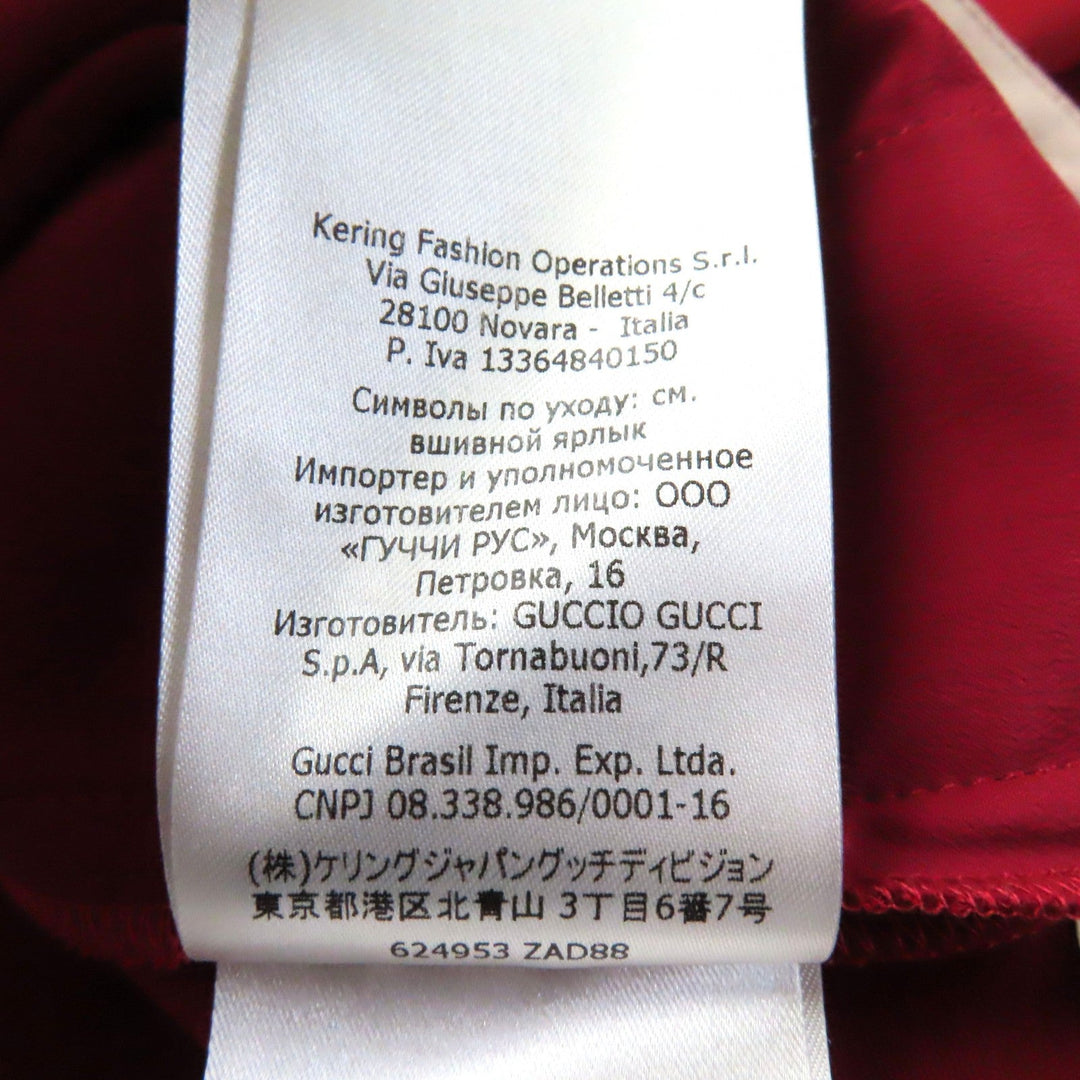 Kering Fashion Operations S.r.l.
Via Giuseppe Belletti 4/c
28100 Novara - Italia
P. Iva 13364840150
Символы по уходу: см.
вшивной ярлык
Импортер и уполномоченное
изготовителем лицо: ООО
«ГУЧЧИ РУС», Москва,
Петровка, 16
Изготовитель: GUCCIO GUCCI
S.p.A, via Tornabuoni,73/R
Firenze, Italia
Gucci Brasil Imp. Exp. Ltda.
CNPJ 08.338.986/0001-16
(株)ケリングジャパングッチディビジョン
東京都港区北青山 3丁目6番7号
624953 ZAD88